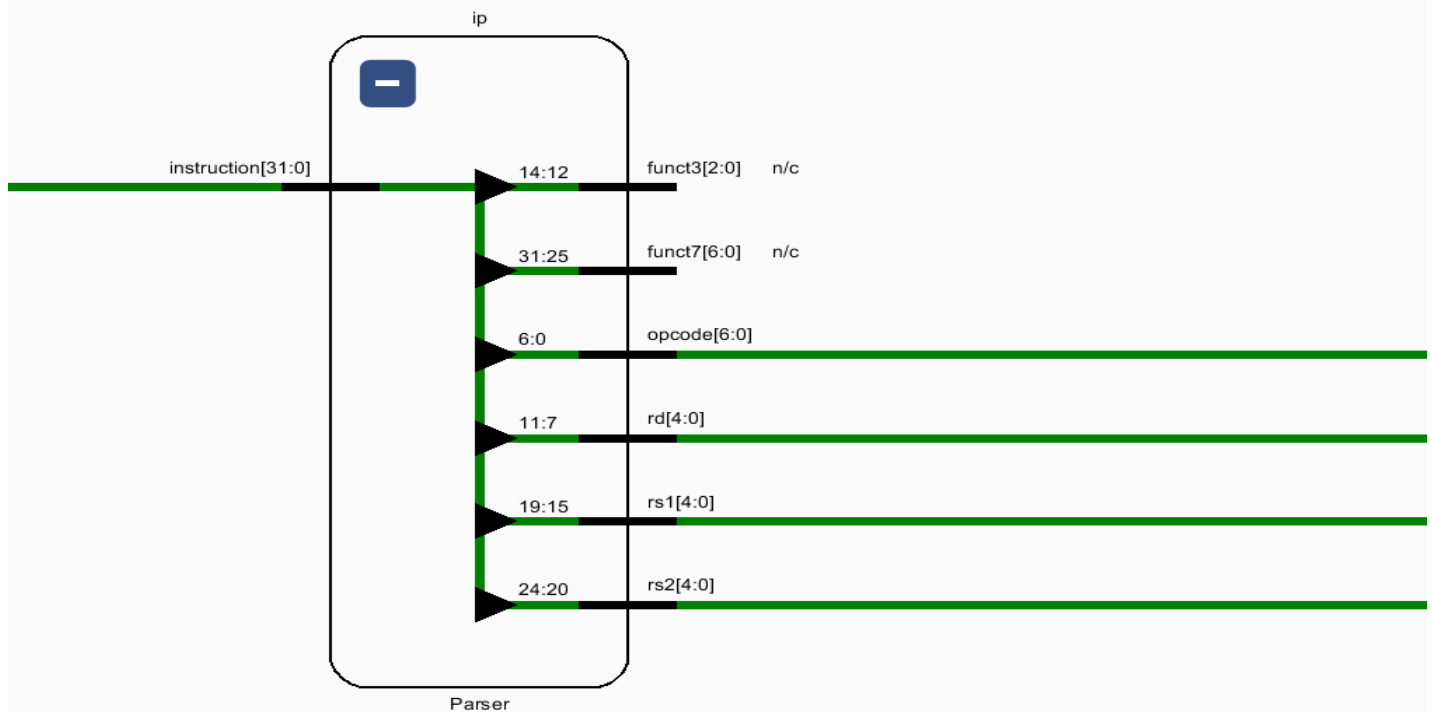 ip
instruction[31:0]
14:12 funct3[2:0] n/c
31:25 funct7[6:0] n/c
6:0 opcode[6:0]
11:7 rd[4:0]
19:15 rs1[4:0]
24:20 rs2[4:0]
Parser